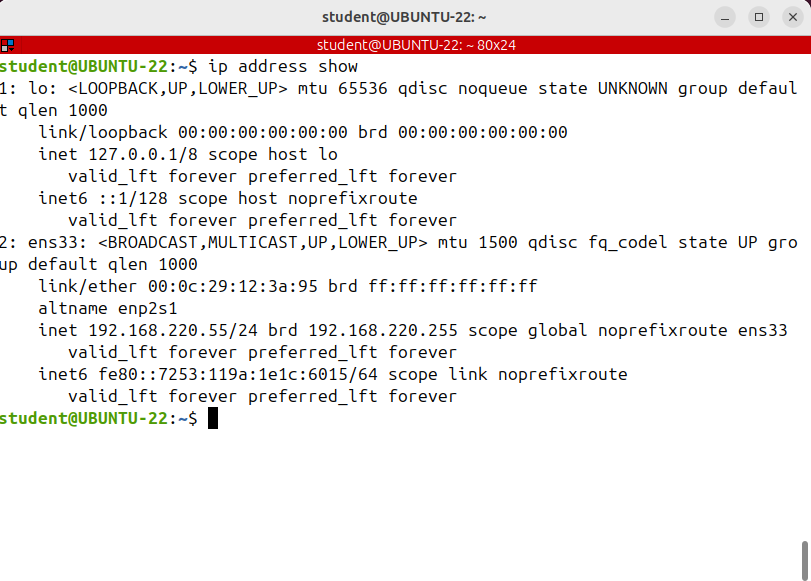 student@UBUNTU-22: ~
student@UBUNTU-22: ~ 80x24
student@UBUNTU-22:~$ ip address show
1: lo: <LOOPBACK,UP,LOWER_UP> mtu 65536 qdisc noqueue state UNKNOWN group defaul
t qlen 1000
    link/loopback 00:00:00:00:00:00 brd 00:00:00:00:00:00
    inet 127.0.0.1/8 scope host lo
       valid_lft forever preferred_lft forever
    inet6 ::1/128 scope host noprefixroute
       valid_lft forever preferred_lft forever
2: ens33: <BROADCAST,MULTICAST,UP,LOWER_UP> mtu 1500 qdisc fq_codel state UP gro
up default qlen 1000
    link/ether 00:0c:29:12:3a:95 brd ff:ff:ff:ff:ff:ff
    altname enp2s1
    inet 192.168.220.55/24 brd 192.168.220.255 scope global noprefixroute ens33
       valid_lft forever preferred_lft forever
    inet6 fe80::7253:119a:1e1c:6015/64 scope link noprefixroute
       valid_lft forever preferred_lft forever
student@UBUNTU-22:~$